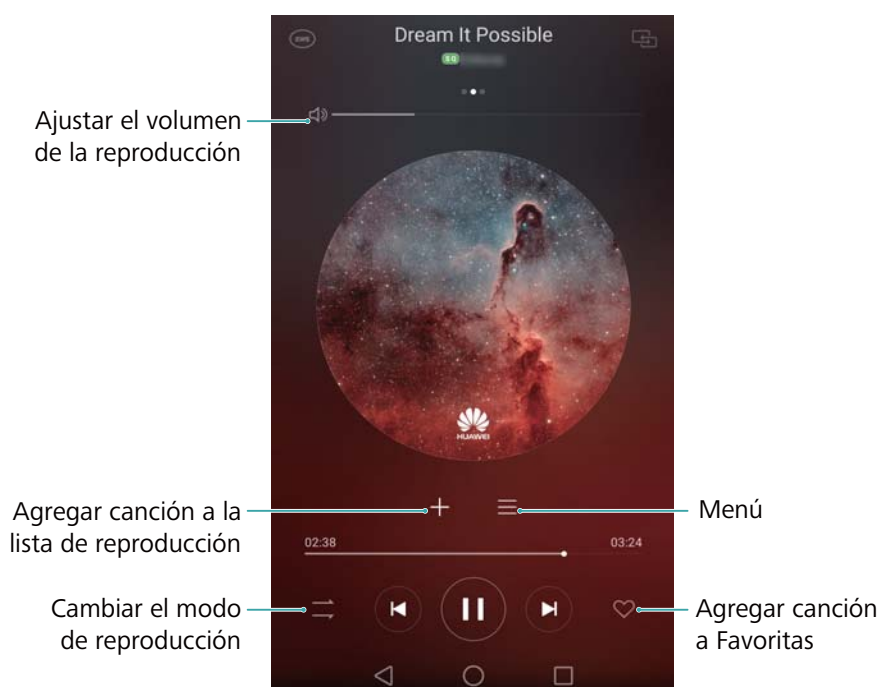 Dream It Possible
SQ
Ajustar el volumen
de la reproducción
HUAWEI
Agregar canción a la
lista de reproducción
Menú
02:38
03:24
Cambiar el modo
de reproducción
Agregar canción
a Favoritas